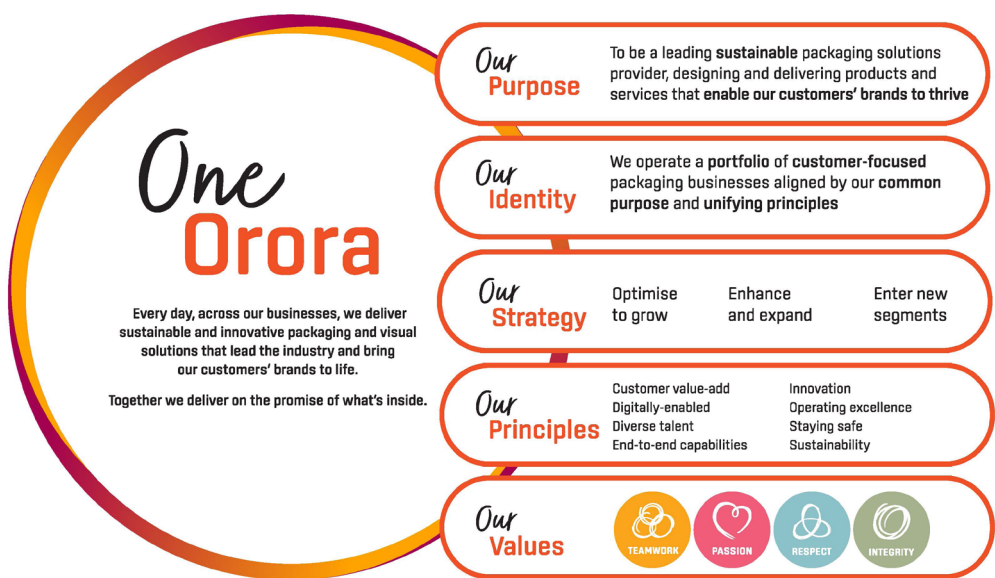 One
Orora
Every day, across our businesses, we deliver
sustainable and innovative packaging and visual
solutions that lead the industry and bring
our customers' brands to life.
Together we deliver on the promise of what's inside.
Our
Purpose
To be a leading sustainable packaging solutions
provider, designing and delivering products and
services that enable our customers' brands to thrive
Our
Identity
We operate a portfolio of customer-focused
packaging businesses aligned by our common
purpose and unifying principles
Our
Strategy
Optimise
to grow
Enhance
and expand
Enter new
segments
Our
Principles
Customer value-add
Digitally-enabled
Diverse talent
End-to-end capabilities
Innovation
Operating excellence
Staying safe
Sustainability
Our
Values
TEAMWORK
PASSION
RESPECT
INTEGRITY